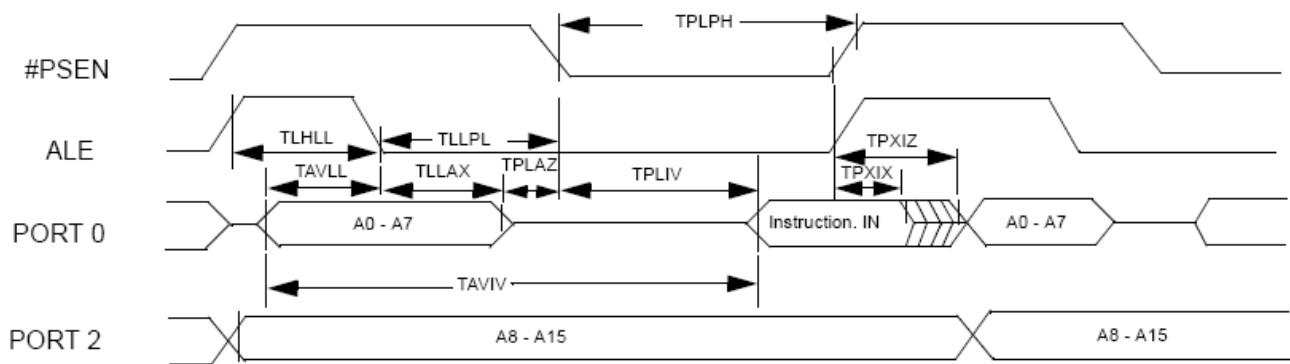 TPLPH
#PSEN
TLHLL
TLLPL
TPXIZ
ALE
TAVLL
TLLAX
TPLAZ
TPLIV
TPXIX
PORT 0
A0 - A7
Instruction. IN
A0 - A7
TAVIV
PORT 2
A8 - A15
A8 - A15